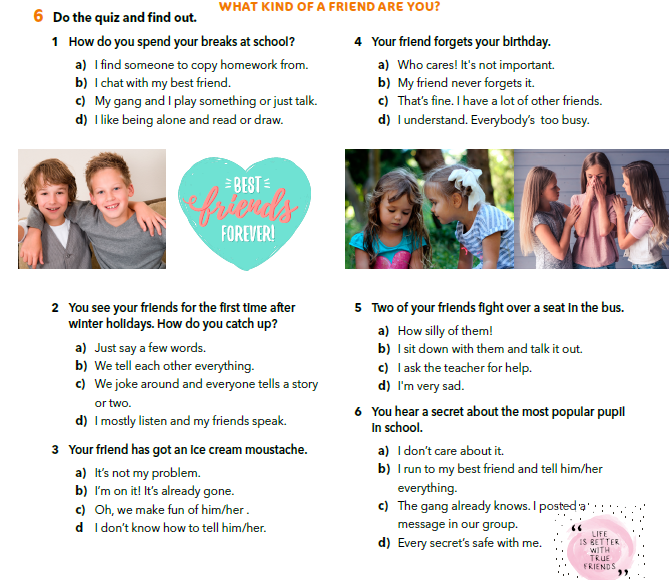 WHAT KIND OF A FRIEND ARE YOU?
6 Do the quiz and find out.
1 How do you spend your breaks at school?
a) I find someone to copy homework from.
b) I chat with my best friend.
c) My gang and I play something or just talk.
d) I like being alone and read or draw.
BEST
friends
FOREVER!
2 You see your friends for the first time after
winter holidays. How do you catch up?
a) Just say a few words.
b) We tell each other everything.
c) We joke around and everyone tells a story
or two.
d) I mostly listen and my friends speak.
3 Your friend has got an ice cream moustache.
a) It's not my problem.
b) I'm on it! It's already gone.
c) Oh, we make fun of him/her .
d I don't know how to tell him/her.
4 Your friend forgets your birthday.
a) Who cares! It's not important.
b) My friend never forgets it.
c) That's fine. I have a lot of other friends.
d) I understand. Everybody's too busy.
5 Two of your friends fight over a seat in the bus.
a) How silly of them!
b) I sit down with them and talk it out.
c) I ask the teacher for help.
d) I'm very sad.
6 You hear a secret about the most popular pupil
in school.
a) I don't care about it.
b) I run to my best friend and tell him/her
everything.
c) The gang already knows. I posted a
message in our group.
d) Every secret's safe with me.
“ LIFE
IS BETTER
WITH
TRUE
FRIENDS ”